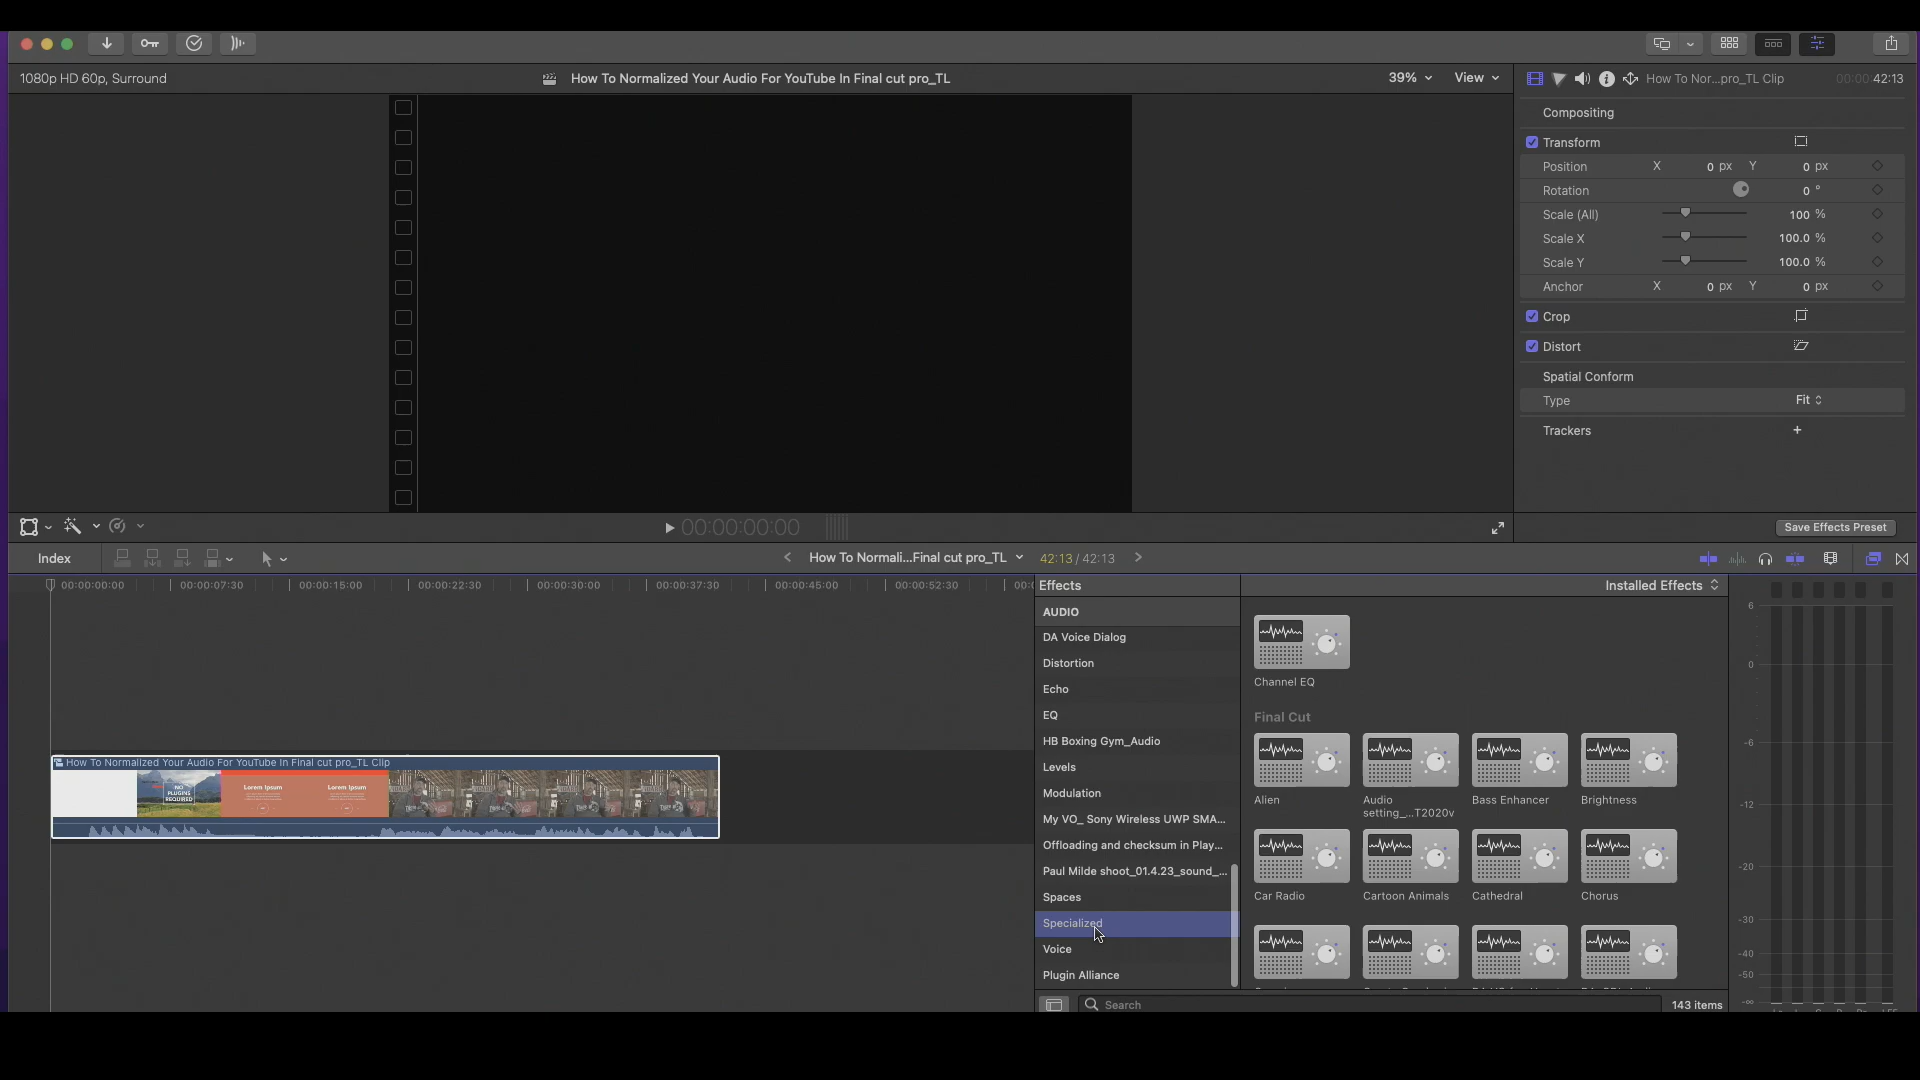 1080p HD 60p, Surround
How To Normalized Your Audio For YouTube In Final cut pro_TL
39%
View
How To Nor...pro_TL Clip
00:00:42:13
Compositing
Transform
Position X 0 px Y 0 px
Rotation 0 °
Scale (All) 100 %
Scale X 100.0 %
Scale Y 100.0 %
Anchor X 0 px Y 0 px
Crop
Distort
Spatial Conform
Type Fit
Trackers +
00:00:00:00
Save Effects Preset
Index
How To Normali...Final cut pro_TL
42:13 / 42:13
00:00:00:00 00:00:07:30 00:00:15:00 00:00:22:30 00:00:30:00 00:00:37:30 00:00:45:00 00:00:52:30
How To Normalized Your Audio For YouTube In Final cut pro_TL Clip
NO
PLUGINS
REQUIRED
Lorem Ipsum
Lorem Ipsum
Effects
Installed Effects
AUDIO
DA Voice Dialog
Distortion
Echo
EQ
HB Boxing Gym_Audio
Levels
Modulation
My VO_ Sony Wireless UWP SMA...
Offloading and checksum in Play...
Paul Milde shoot_01.4.23_sound_...
Spaces
Specialized
Voice
Plugin Alliance
Channel EQ
Final Cut
Alien
Audio
setting_...T2020v
Bass Enhancer
Brightness
Car Radio
Cartoon Animals
Cathedral
Chorus
Search
143 items
6
0
-6
-12
-20
-30
-40
-50
-∞